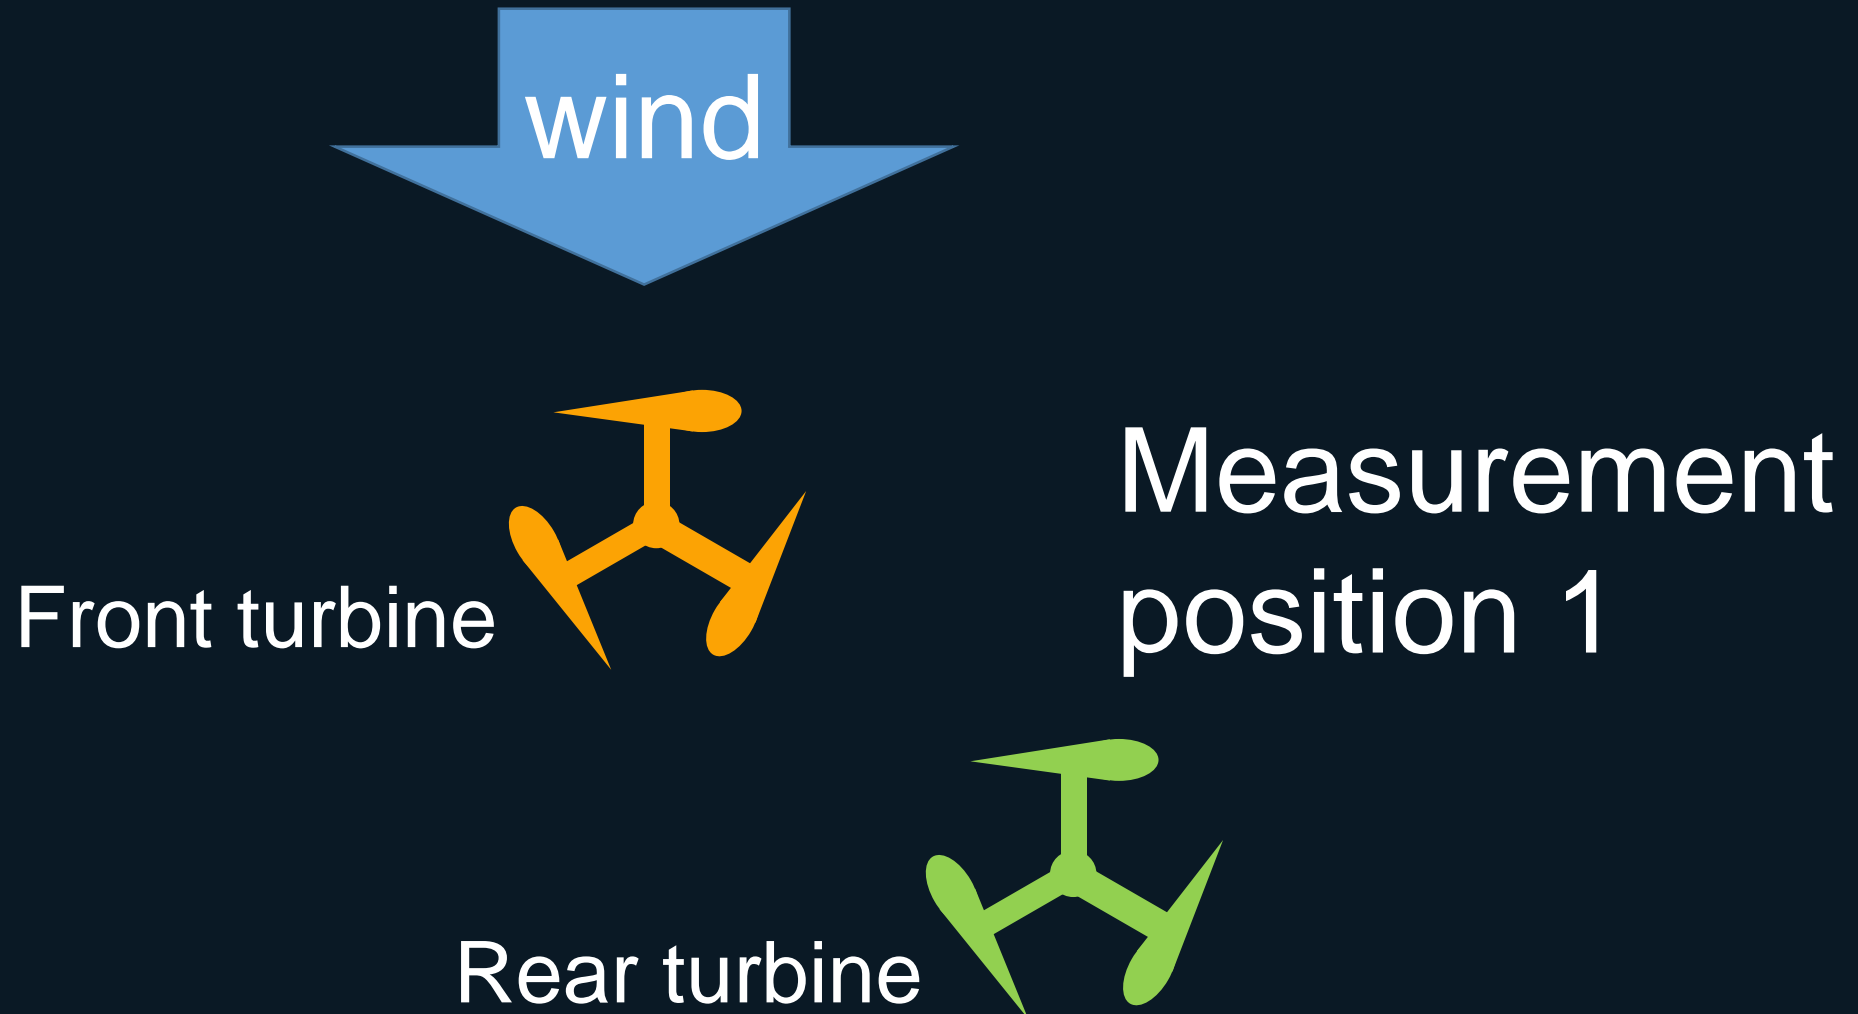 wind
Measurement
position 1
Front turbine
Rear turbine